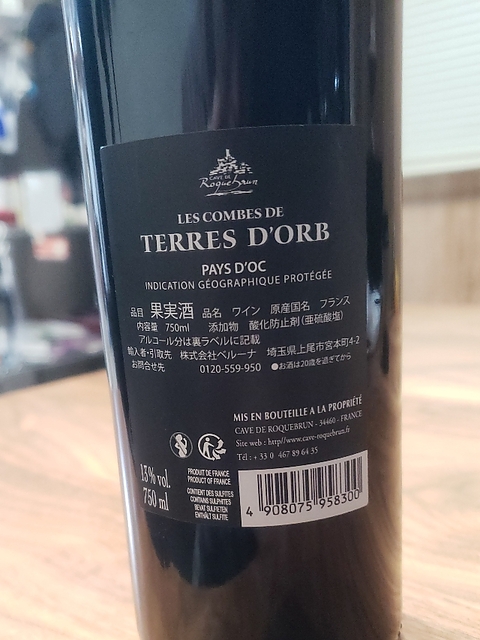 CAVE DE
Roquebrun
LES COMBES DE
TERRES D'ORB
PAYS D'OC
INDICATION GÉOGRAPHIQUE PROTÉGÉE
品目 果実酒 品名 ワイン 原産国名 フランス
内容量 750ml 添加物 酸化防止剤(亜硫酸塩)
アルコール分は裏ラベルに記載
輸入者・引取先 株式会社ベルーナ 埼玉県上尾市宮本町4-2
お問合せ先 0120-559-950 ●お酒は20歳を過ぎてから
MIS EN BOUTEILLE A LA PROPRIÉTÉ
CAVE DE ROQUEBRUN - 34460 - FRANCE
Site web : http//www.cave-roquebrun.fr
Tél : + 33 0 467 89 64 35
13% vol.
750 ml
PRODUIT DE FRANCE
PRODUCT OF FRANCE
CONTIENT DES SULFITES
CONTAINS SULPHITES
BEVAT SULFIETEN
ENTHÄLT SULFITE
4 908075 958300